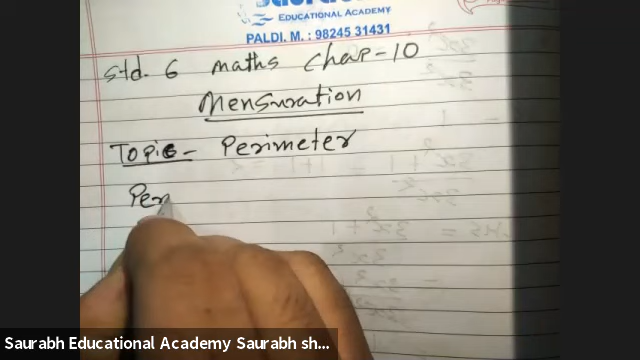 EDUCATIONAL ACADEMY
PALDI. M. : 98245 31431
std. 6 maths chap-10
Mensuration
Topic - Perimeter
Per
Saurabh Educational Academy Saurabh sh...